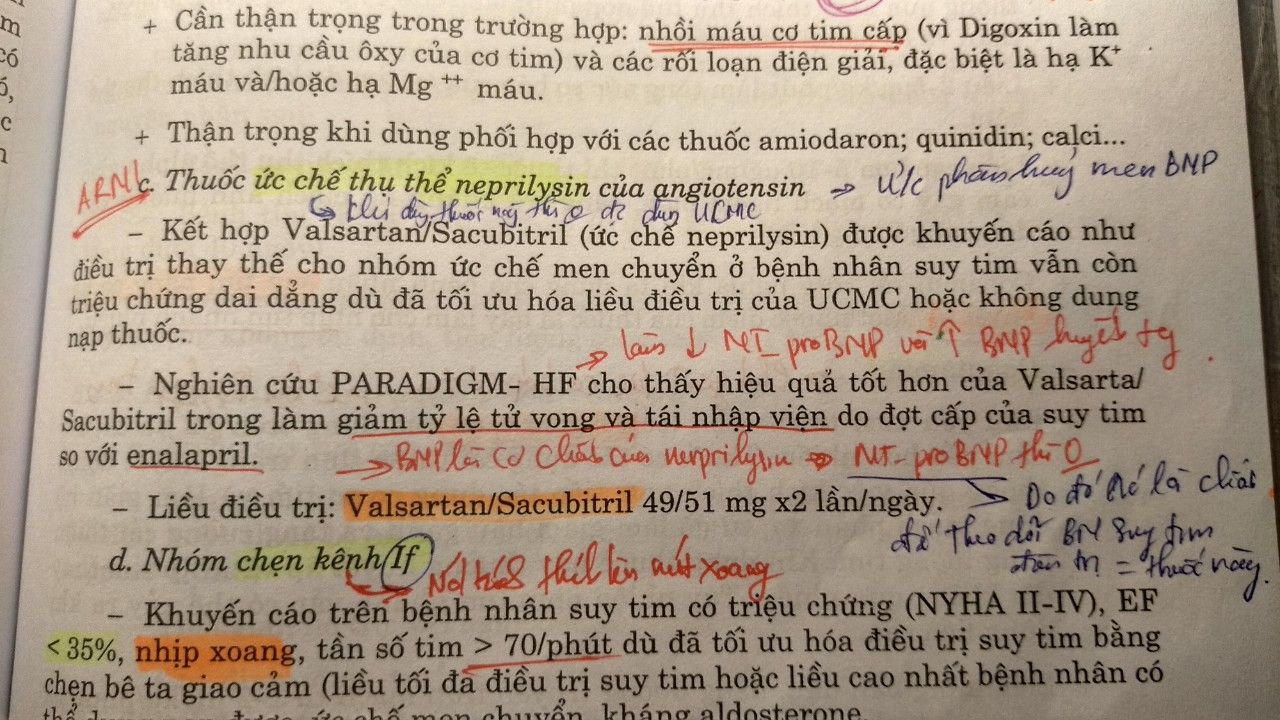 + Cẩn thận trọng trong trường hợp: nhồi máu cơ tim cấp (vì Digoxin làm
tăng nhu cầu ôxy của cơ tim) và các rối loạn điện giải, đặc biệt là hạ K⁺
máu và/hoặc hạ Mg ⁺⁺ máu.
+ Thận trọng khi dùng phối hợp với các thuốc amiodaron; quinidin; calci...
ARNI c. Thuốc ức chế thụ thể neprilysin của angiotensin → ức phân huỷ men BNP
↳ khi dùng thuốc này thì 0 đc dùng UCMC
– Kết hợp Valsartan/Sacubitril (ức chế neprilysin) được khuyến cáo như
điều trị thay thế cho nhóm ức chế men chuyển ở bệnh nhân suy tim vẫn còn
triệu chứng dai dẳng dù đã tối ưu hóa liều điều trị của UCMC hoặc không dung
nạp thuốc.
→ làm ↓ NT_proBNP và ↑ BNP huyết tg
– Nghiên cứu PARADIGM– HF cho thấy hiệu quả tốt hơn của Valsarta/
Sacubitril trong làm giảm tỷ lệ tử vong và tái nhập viện do đợt cấp của suy tim
so với enalapril.
→ BNP là cơ chất của nerprilysin → NT-proBNP thì 0
– Liều điều trị: Valsartan/Sacubitril 49/51 mg x2 lần/ngày.
→ Do đó nó là chất
để theo dõi BN suy tim
điều trị = thuốc này.
d. Nhóm chẹn kênh If
→ Nút xoang
– Khuyến cáo trên bệnh nhân suy tim có triệu chứng (NYHA II-IV), EF
< 35%, nhịp xoang, tần số tim > 70/phút dù đã tối ưu hóa điều trị suy tim bằng
chẹn bê ta giao cảm (liều tối đa điều trị suy tim hoặc liều cao nhất bệnh nhân có
ức chế men chuyển, kháng aldosterone